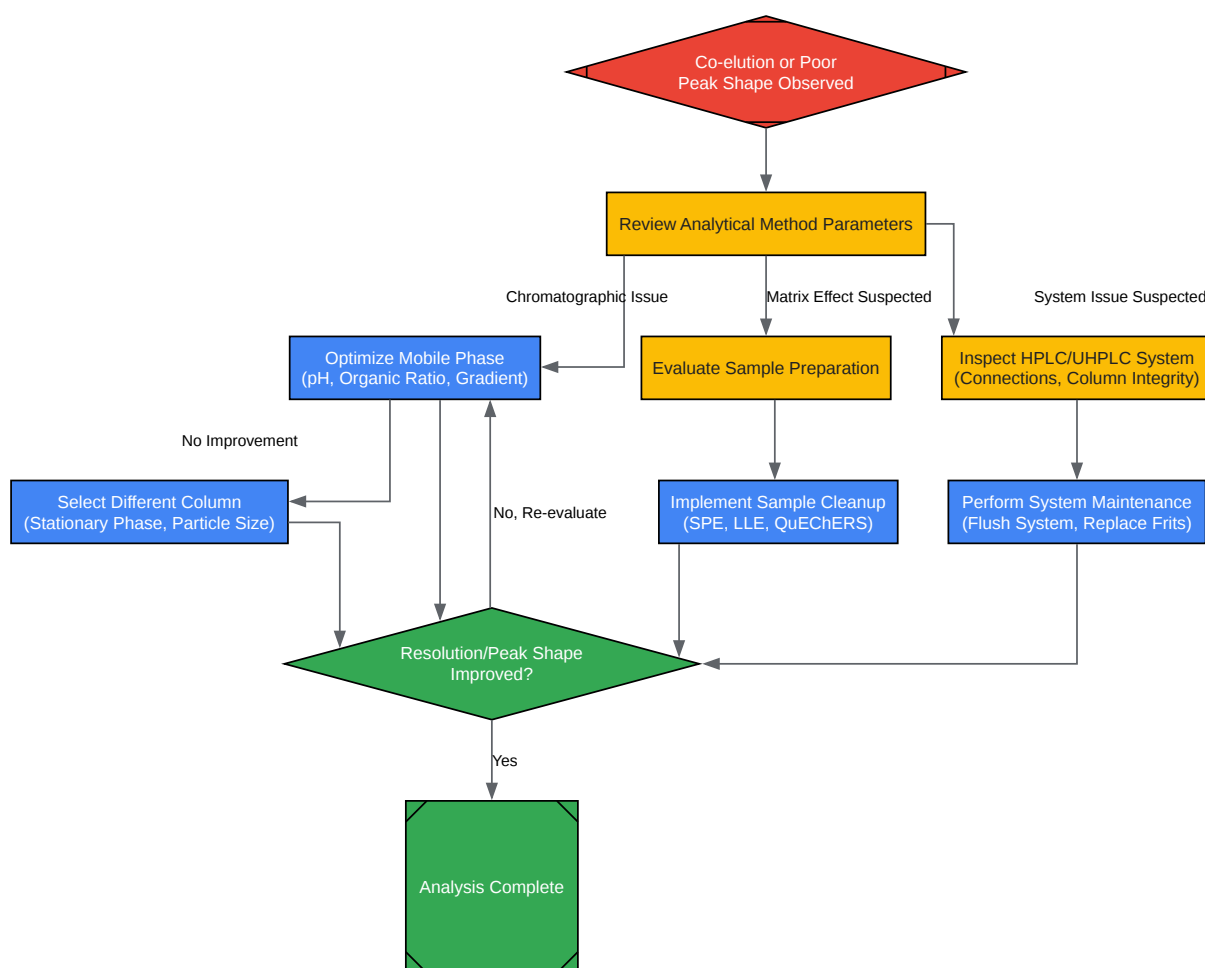 Co-elution or Poor
Peak Shape Observed
Review Analytical Method Parameters
Chromatographic Issue
Matrix Effect Suspected
System Issue Suspected
Optimize Mobile Phase
(pH, Organic Ratio, Gradient)
Evaluate Sample Preparation
Inspect HPLC/UHPLC System
(Connections, Column Integrity)
No Improvement
Select Different Column
(Stationary Phase, Particle Size)
No, Re-evaluate
Implement Sample Cleanup
(SPE, LLE, QuEChERS)
Perform System Maintenance
(Flush System, Replace Frits)
Resolution/Peak Shape
Improved?
Yes
Analysis Complete